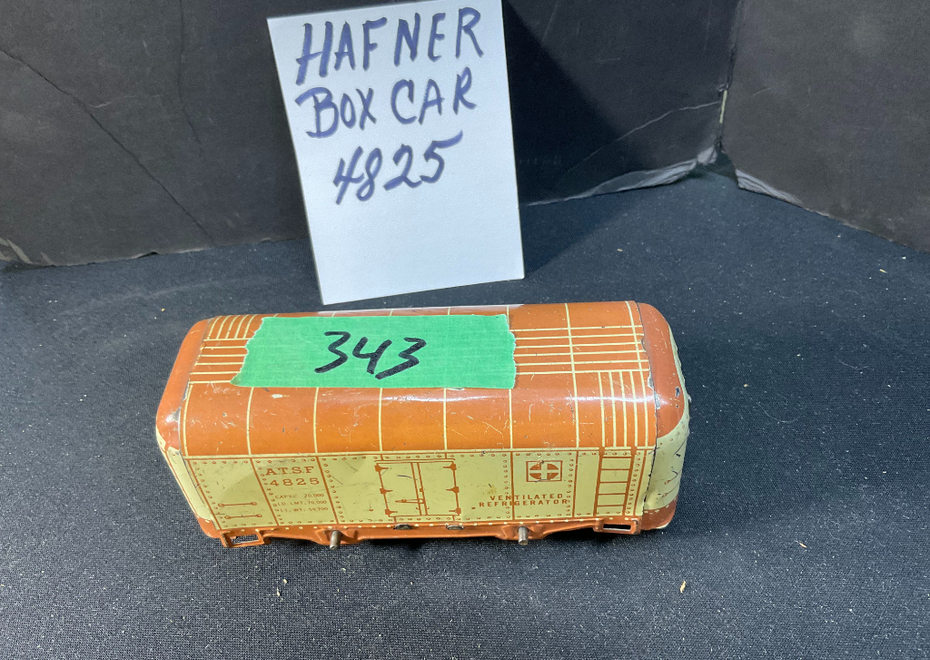 HAFNER
BOX CAR
4825
343
A.T.S.F
4825
VENTILATED
REFRIGERATOR